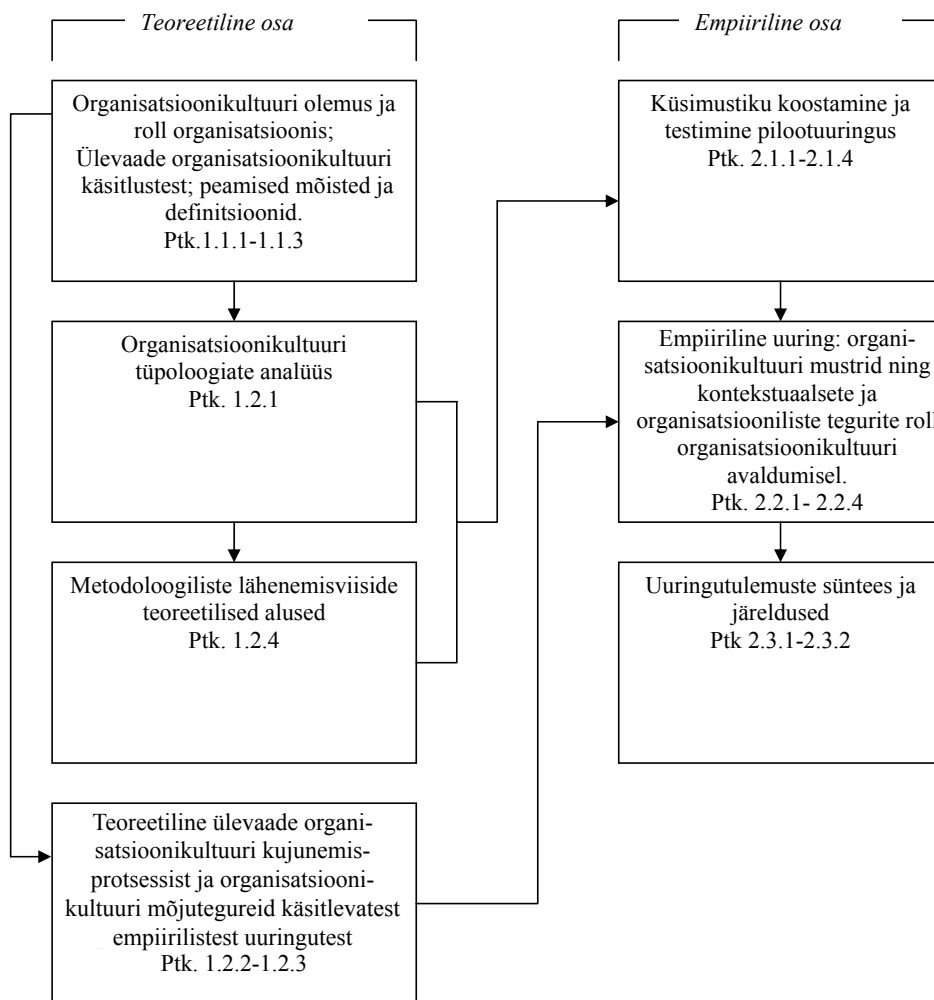 Teoreetiline osa
Organisatsioonikultuuri olemus ja
roll organisatsioonis;
Ülevaade organisatsioonikultuuri
käsitlustest; peamised mõisted ja
definitsioonid.
Ptk.1.1.1-1.1.3
Organisatsioonikultuuri
tüpoloogiate analüüs
Ptk. 1.2.1
Metodoloogiliste lähenemisviiside
teoreetilised alused
Ptk. 1.2.4
Teoreetiline ülevaade organi-
satsioonikultuuri kujunemis-
protsessist ja organisatsiooni-
kultuuri mõjutegureid käsitlevatest
empiirilistest uuringutest
Ptk. 1.2.2-1.2.3
Empiiriline osa
Küsimustiku koostamine ja
testimine pilootuuringus
Ptk. 2.1.1-2.1.4
Empiiriline uuring: organi-
satsioonikultuuri mustrid ning
kontekstuaalsete ja
organisatsiooniliste tegurite roll
organisatsioonikultuuri
avaldumisel.
Ptk. 2.2.1- 2.2.4
Uuringutulemuste süntees ja
järeldused
Ptk 2.3.1-2.3.2